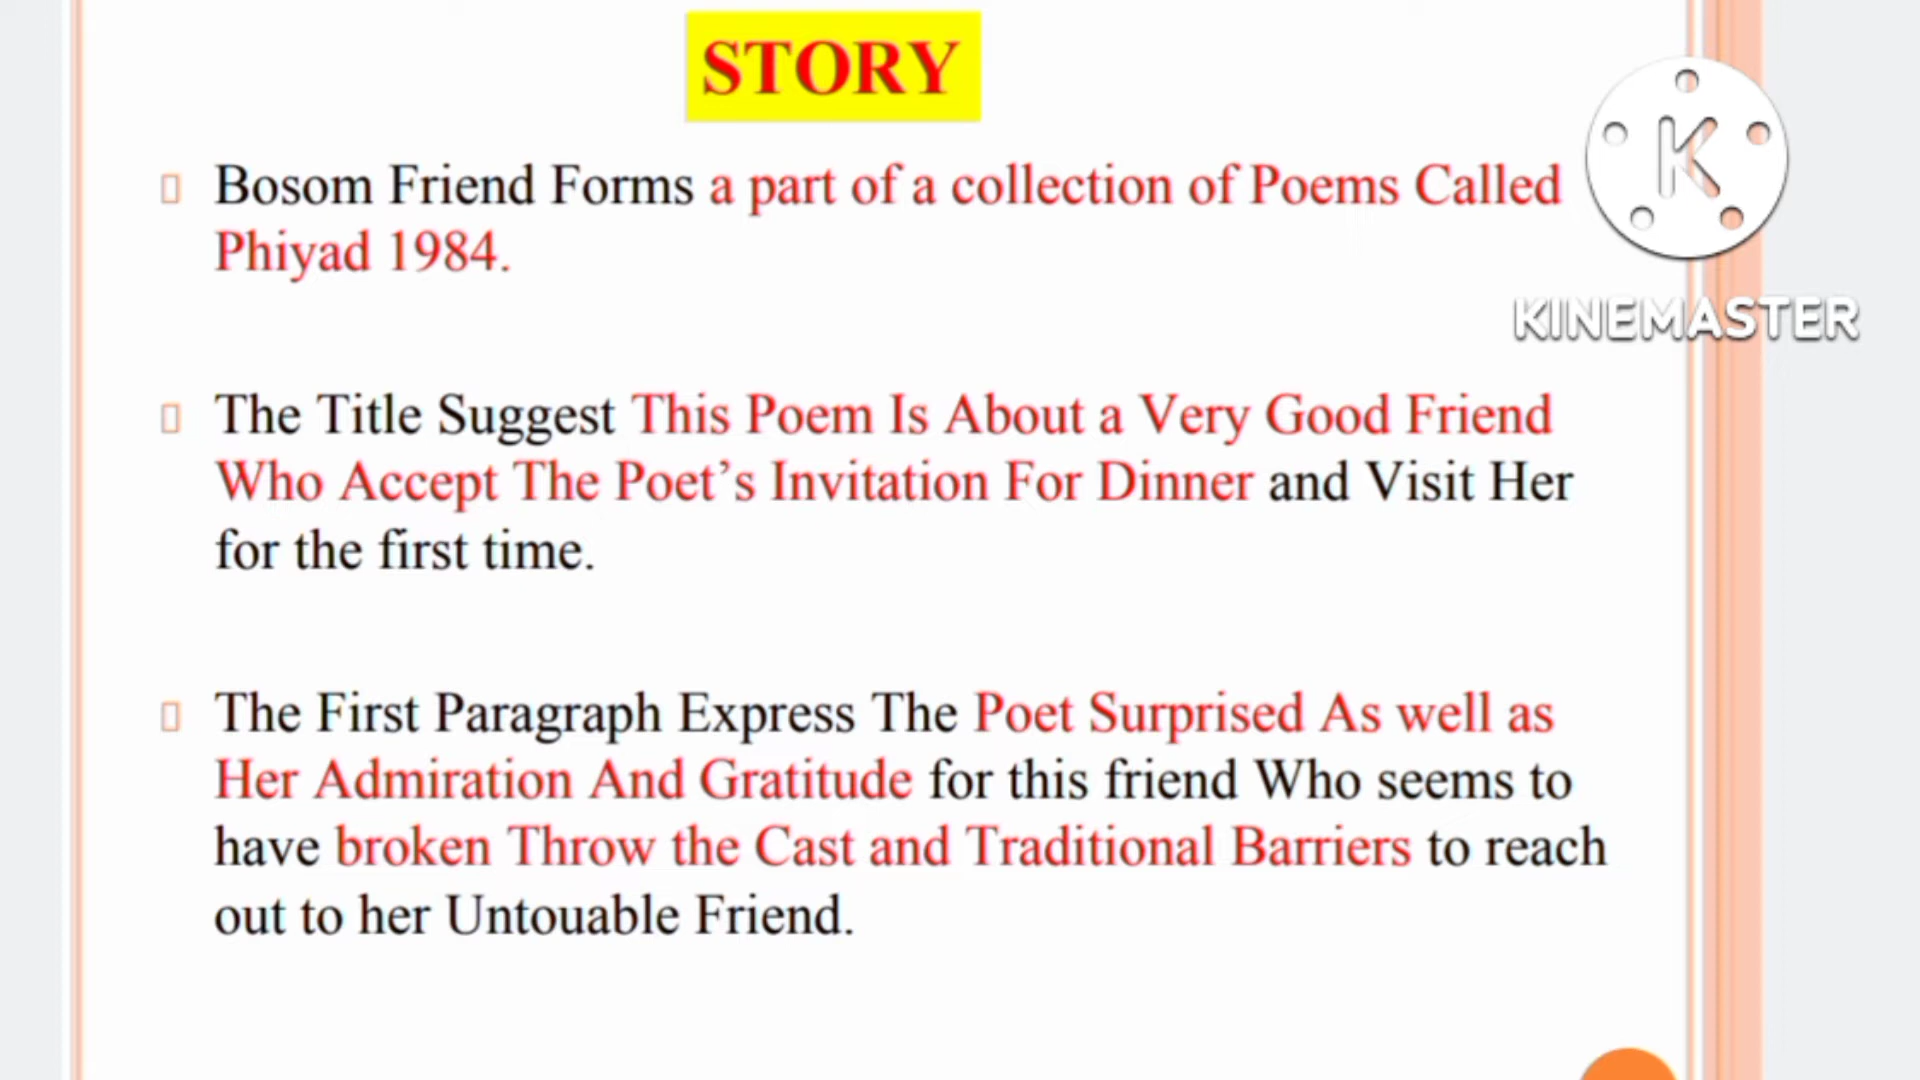 STORY
Bosom Friend Forms a part of a collection of Poems Called
Phiyad 1984.
The Title Suggest This Poem Is About a Very Good Friend
Who Accept The Poet’s Invitation For Dinner and Visit Her
for the first time.
The First Paragraph Express The Poet Surprised As well as
Her Admiration And Gratitude for this friend Who seems to
have broken Throw the Cast and Traditional Barriers to reach
out to her Untouable Friend.
K
KINEMASTER